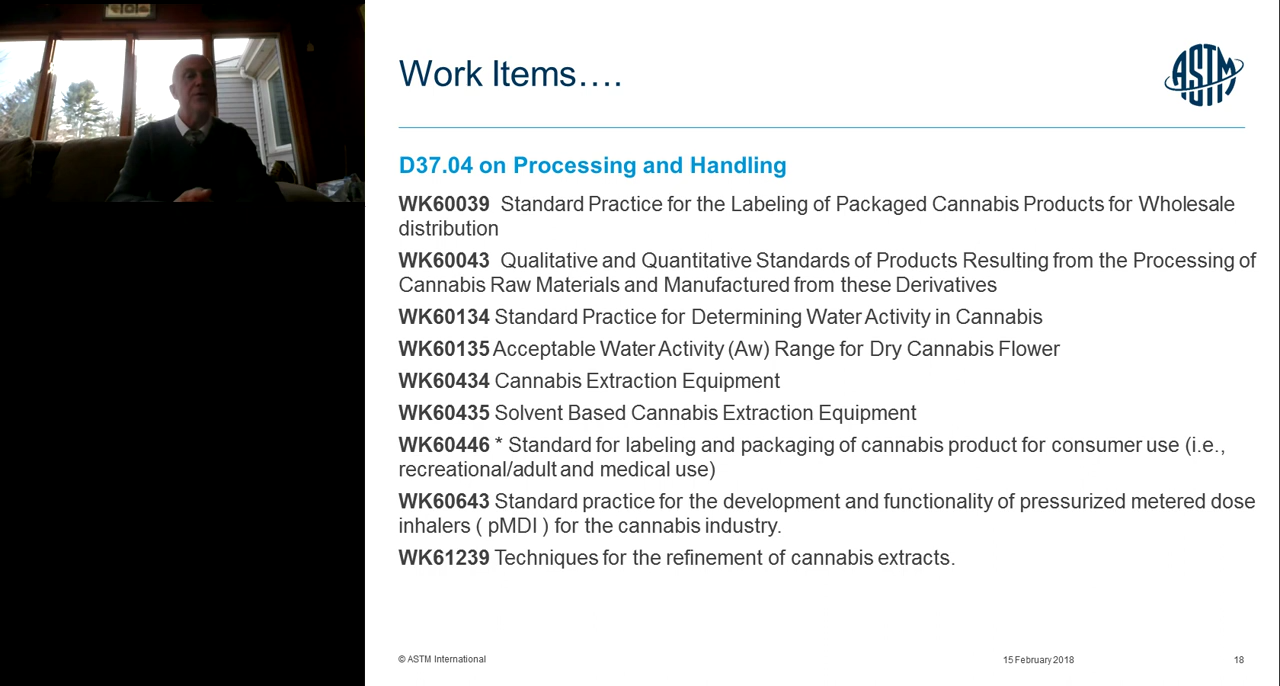 Work Items….
ASTM
D37.04 on Processing and Handling
WK60039 Standard Practice for the Labeling of Packaged Cannabis Products for Wholesale
distribution
WK60043 Qualitative and Quantitative Standards of Products Resulting from the Processing of
Cannabis Raw Materials and Manufactured from these Derivatives
WK60134 Standard Practice for Determining Water Activity in Cannabis
WK60135 Acceptable Water Activity (Aw) Range for Dry Cannabis Flower
WK60434 Cannabis Extraction Equipment
WK60435 Solvent Based Cannabis Extraction Equipment
WK60446 * Standard for labeling and packaging of cannabis product for consumer use (i.e.,
recreational/adult and medical use)
WK60643 Standard practice for the development and functionality of pressurized metered dose
inhalers ( pMDI ) for the cannabis industry.
WK61239 Techniques for the refinement of cannabis extracts.
© ASTM International
15 February 2018
18